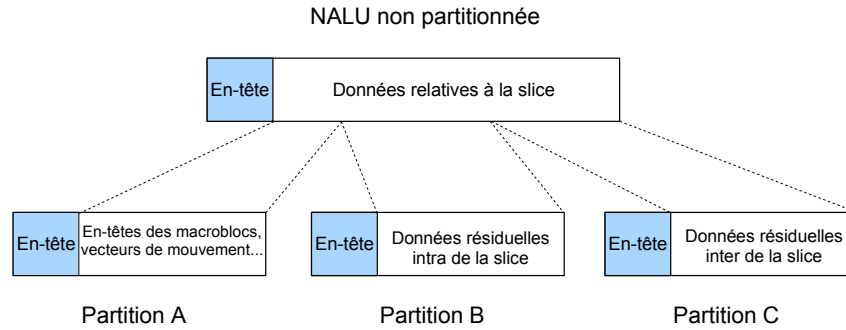 NALU non partitionnée
En-tête
Données relatives à la slice
En-tête
En-têtes des macroblocs,
vecteurs de mouvement...
En-tête
Données résiduelles
intra de la slice
En-tête
Données résiduelles
inter de la slice
Partition A
Partition B
Partition C